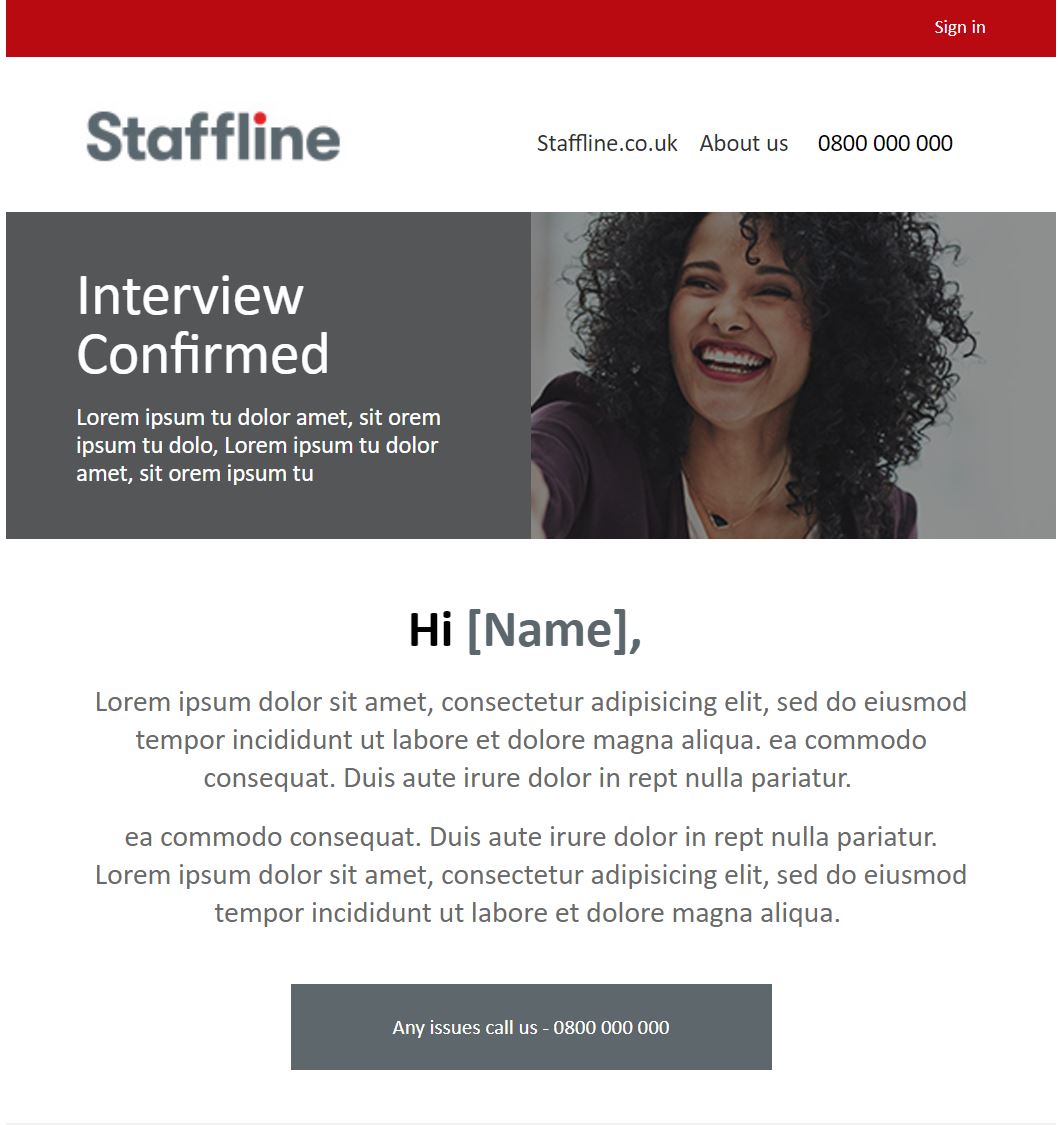 Sign in
Staffline
Staffline.co.uk About us 0800 000 000
Interview
Confirmed
Lorem ipsum tu dolor amet, sit orem
ipsum tu dolo, Lorem ipsum tu dolor
amet, sit orem ipsum tu
Hi [Name],
Lorem ipsum dolor sit amet, consectetur adipisicing elit, sed do eiusmod
tempor incididunt ut labore et dolore magna aliqua. ea commodo
consequat. Duis aute irure dolor in rept nulla pariatur.
ea commodo consequat. Duis aute irure dolor in rept nulla pariatur.
Lorem ipsum dolor sit amet, consectetur adipisicing elit, sed do eiusmod
tempor incididunt ut labore et dolore magna aliqua.
Any issues call us - 0800 000 000